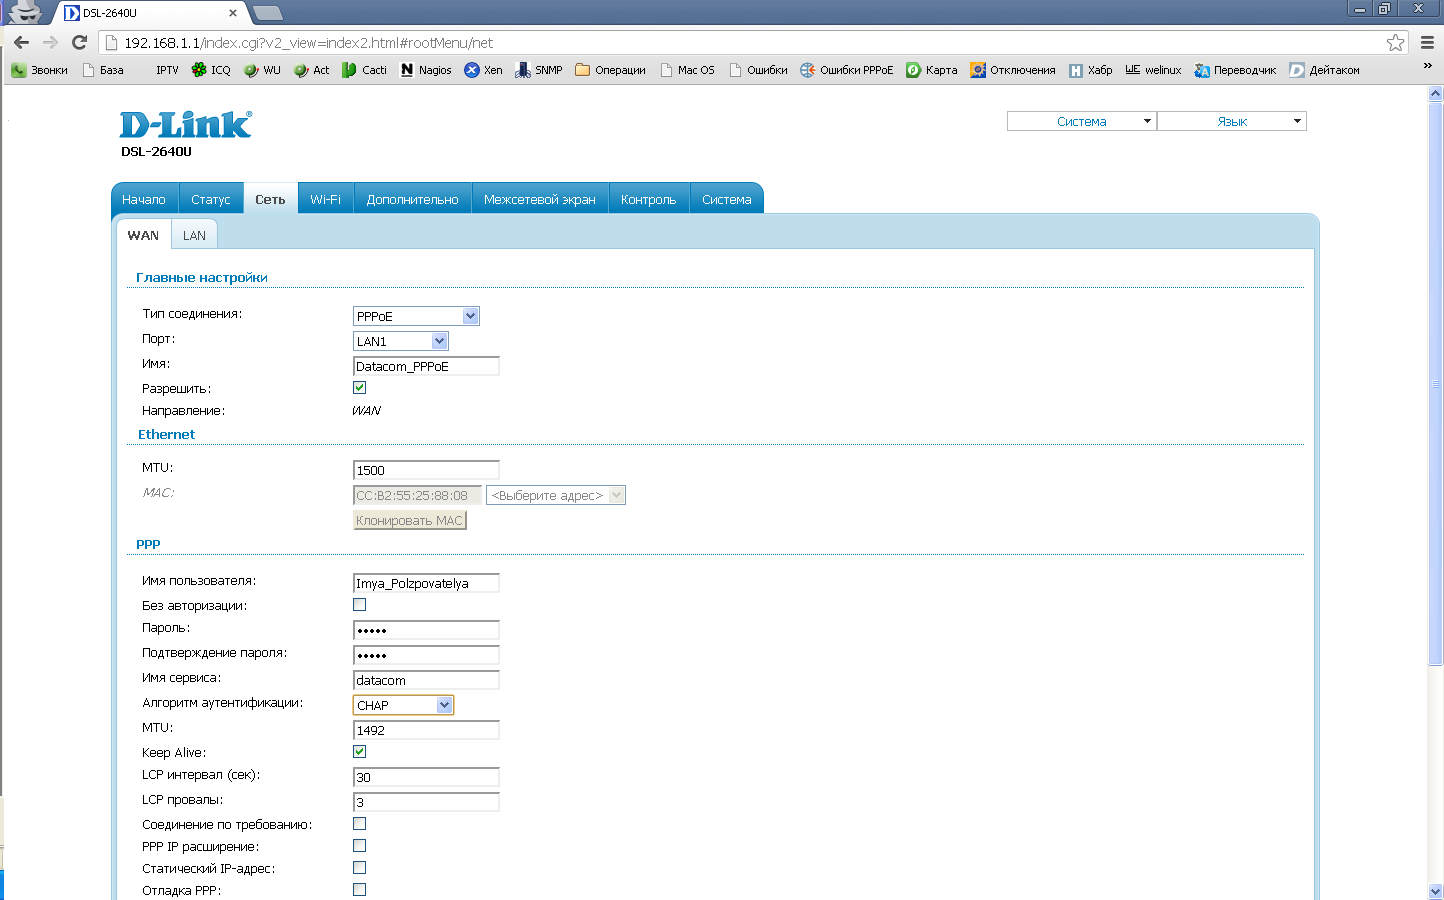 DSL-2640U
192.168.1.1/index.cgi?v2_view=index2.html#rootMenu/net
Звонки База IPTV ICQ WU Act Cacti Nagios Xen SNMP Операции Mac OS Ошибки Ошибки PPPoE Карта Отключения Хабр welinux Переводчик Дейтаком »
D-Link®
DSL-2640U
Система Язык
Начало Статус Сеть Wi-Fi Дополнительно Межсетевой экран Контроль Система
WAN LAN
Главные настройки
Тип соединения: PPPoE
Порт: LAN1
Имя: Datacom_PPPoE
Разрешить:
Направление: WAN
Ethernet
MTU: 1500
MAC: CC:B2:55:25:88:08 <Выберите адрес>
Клонировать MAC
PPP
Имя пользователя: Imya_Polzpovatelya
Без авторизации:
Пароль: •••••
Подтверждение пароля: •••••
Имя сервиса: datacom
Алгоритм аутентификации: CHAP
MTU: 1492
Keep Alive:
LCP интервал (сек): 30
LCP провалы: 3
Соединение по требованию:
PPP IP расширение:
Статический IP-адрес:
Отладка PPP: